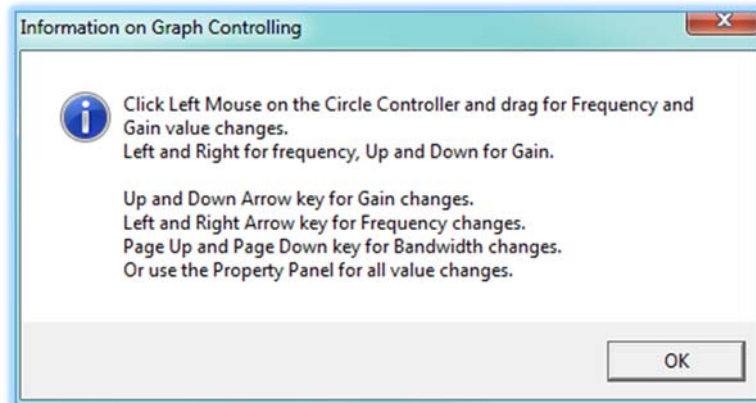 Information on Graph Controlling
Click Left Mouse on the Circle Controller and drag for Frequency and
Gain value changes.
Left and Right for frequency, Up and Down for Gain.
Up and Down Arrow key for Gain changes.
Left and Right Arrow key for Frequency changes.
Page Up and Page Down key for Bandwidth changes.
Or use the Property Panel for all value changes.
OK